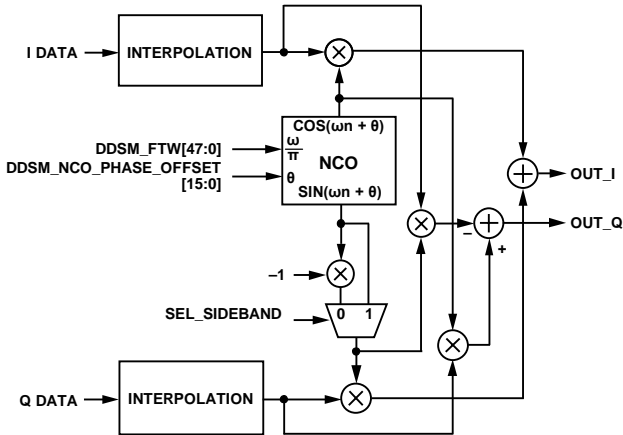 I DATA
INTERPOLATION
COS(ωn + θ)
DDSM_FTW[47:0]
ω
π
NCO
DDSM_NCO_PHASE_OFFSET
[15:0]
θ
SIN(ωn + θ)
OUT_I
OUT_Q
–
+
–1
0 1
SEL_SIDEBAND
Q DATA
INTERPOLATION